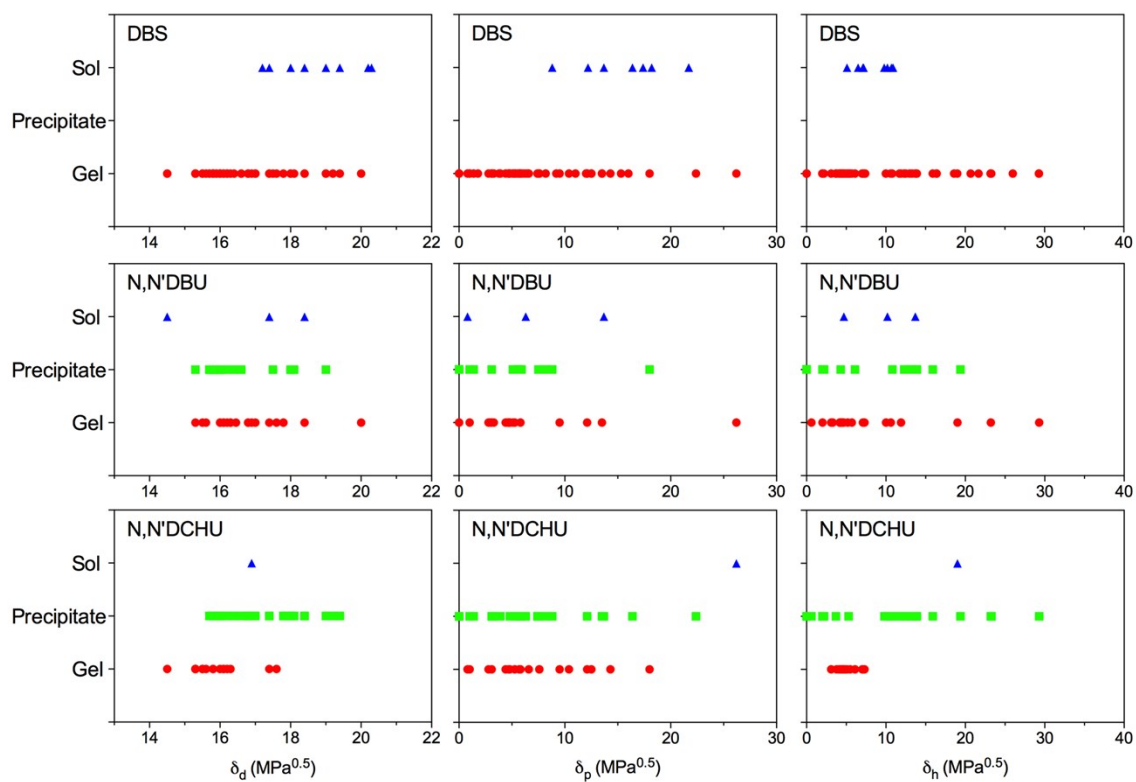 DBS DBS DBS
Sol
Precipitate
Gel
14 16 18 20 22 0 10 20 30 0 10 20 30 40
N,N'DBU N,N'DBU N,N'DBU
Sol
Precipitate
Gel
14 16 18 20 22 0 10 20 30 0 10 20 30 40
N,N'DCHU N,N'DCHU N,N'DCHU
Sol
Precipitate
Gel
14 16 18 20 22 0 10 20 30 0 10 20 30 40
δd (MPa0.5) δp (MPa0.5) δh (MPa0.5)